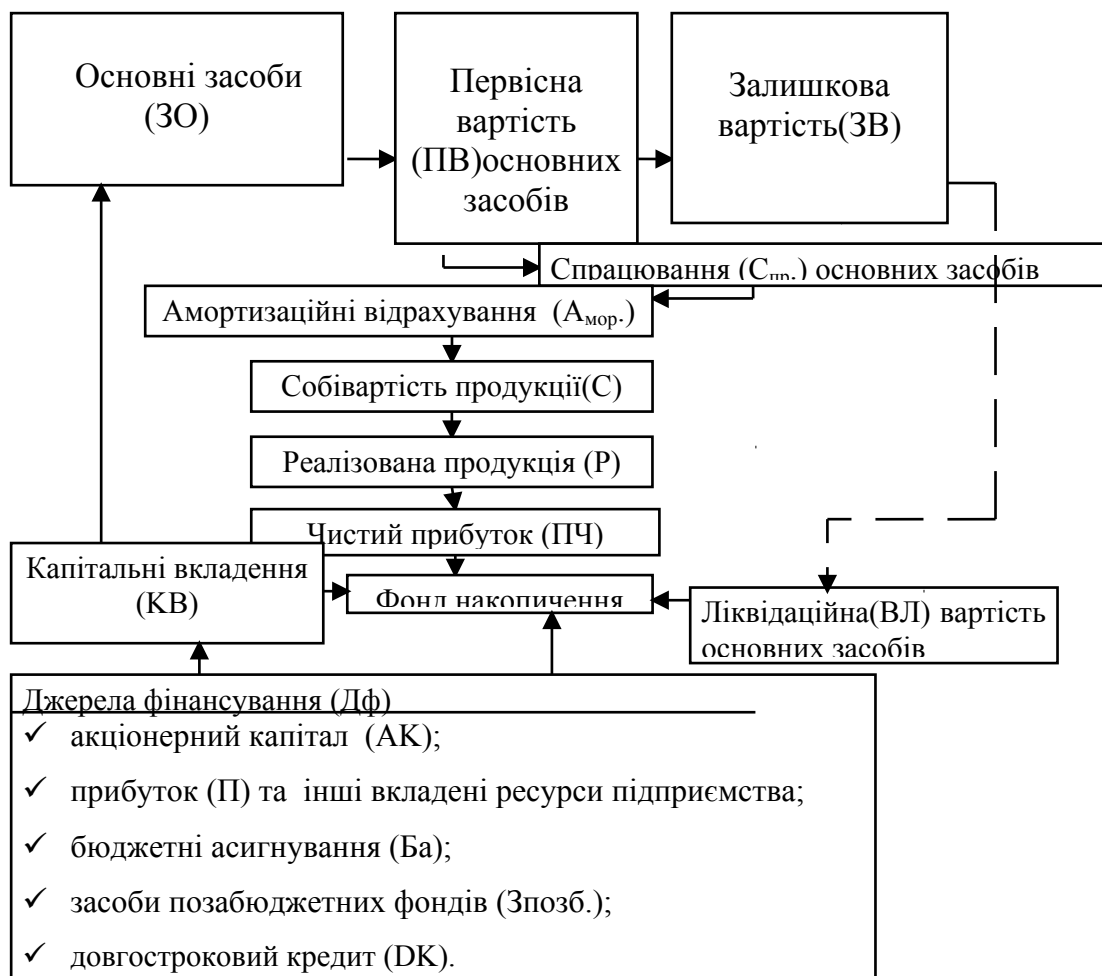 Основні засоби
(ЗО)
Первісна
вартість
(ПВ)основних
засобів
Залишкова
вартість(ЗВ)
Спрацювання (Спр.) основних засобів
Амортизаційні відрахування (Амор.)
Собівартість продукції(С)
Реалізована продукція (Р)
Чистий прибуток (ПЧ)
Капітальні вкладення
(КВ)
Фонд накопичення
Ліквідаційна(ВЛ) вартість
основних засобів
Джерела фінансування (Дф)
✓ акціонерний капітал (АК);
✓ прибуток (П) та інші вкладені ресурси підприємства;
✓ бюджетні асигнування (Ба);
✓ засоби позабюджетних фондів (Зпозб.);
✓ довгостроковий кредит (DK).